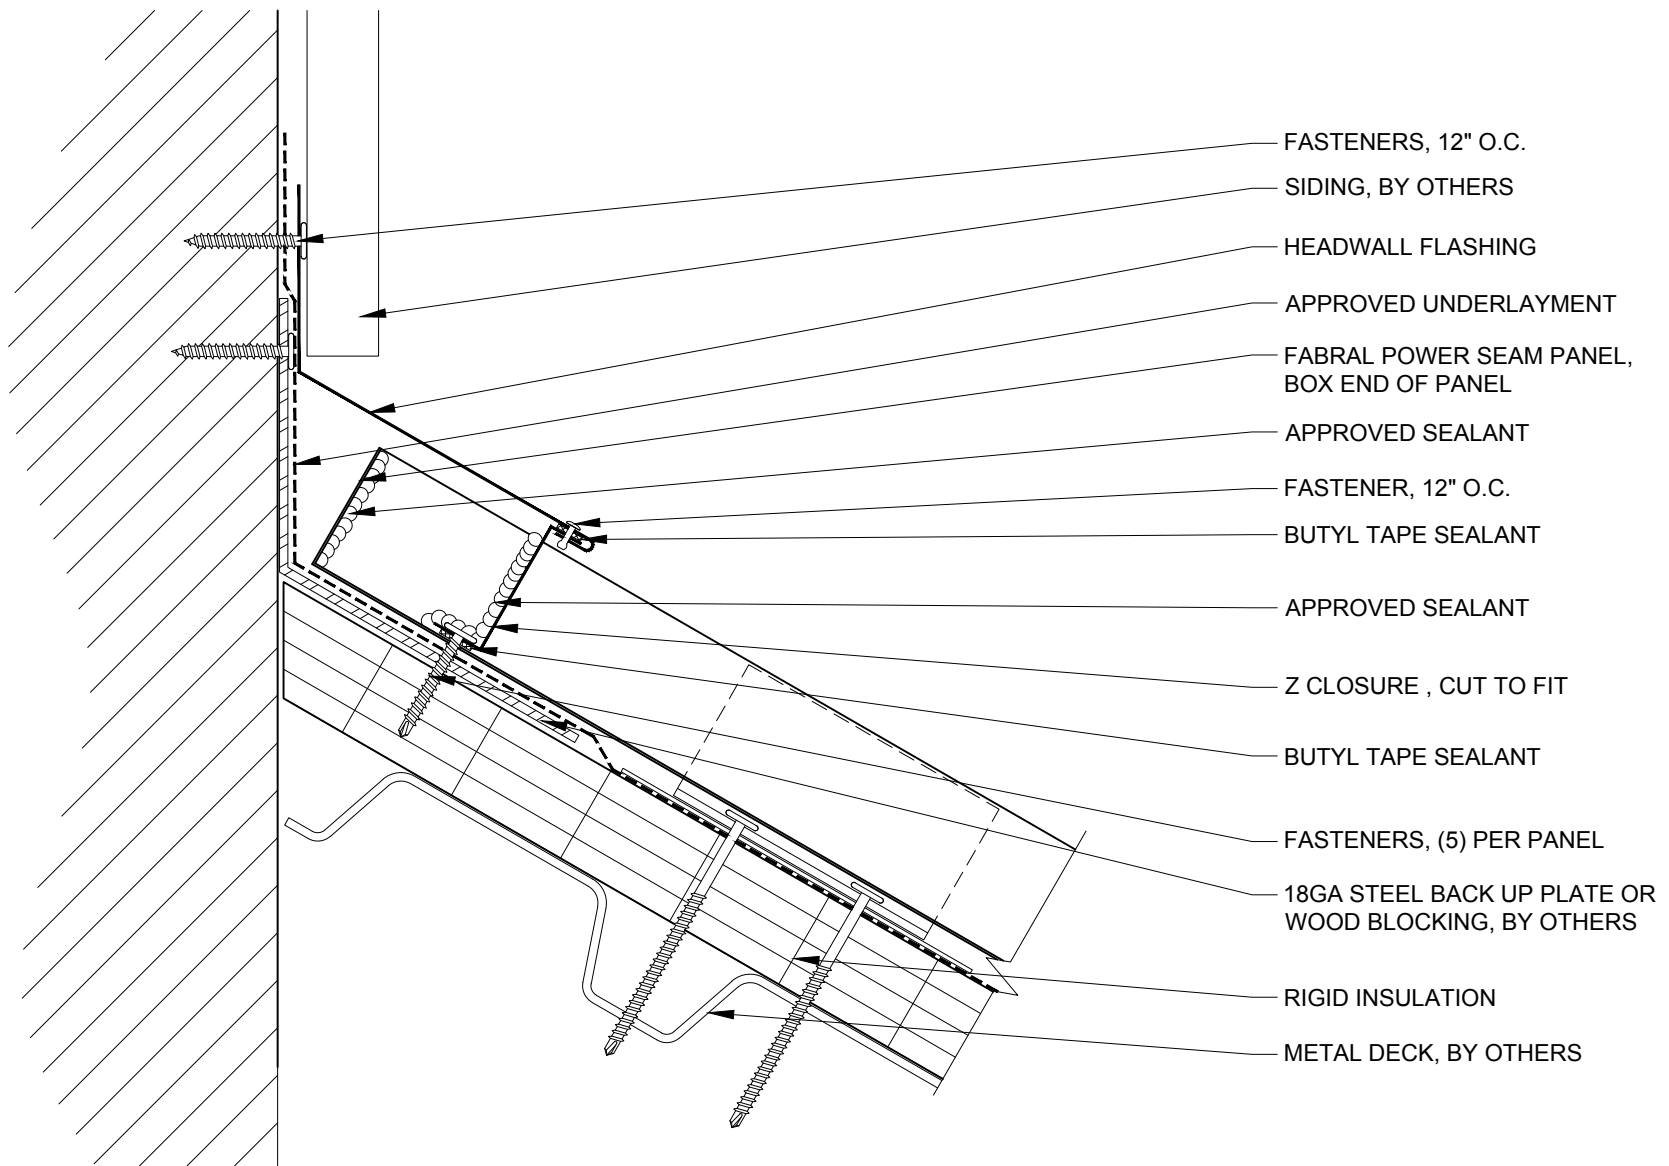 FASTENERS, 12" O.C.
SIDING, BY OTHERS
HEADWALL FLASHING
APPROVED UNDERLAYMENT
FABRAL POWER SEAM PANEL,
BOX END OF PANEL
APPROVED SEALANT
FASTENER, 12" O.C.
BUTYL TAPE SEALANT
APPROVED SEALANT
Z CLOSURE , CUT TO FIT
BUTYL TAPE SEALANT
FASTENERS, (5) PER PANEL
18GA STEEL BACK UP PLATE OR
WOOD BLOCKING, BY OTHERS
RIGID INSULATION
METAL DECK, BY OTHERS